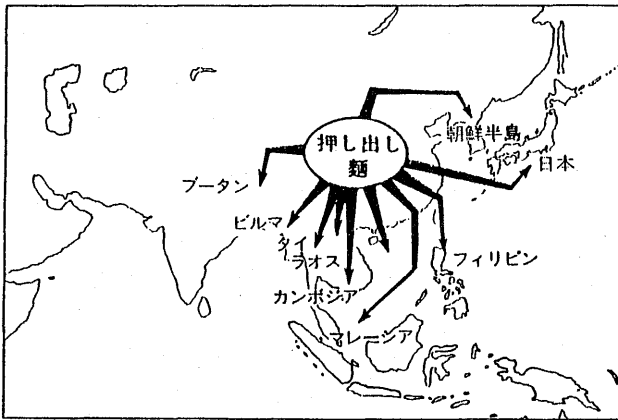 押し出し
麺
朝鮮半島
日本
ブータン
ビルマ
タイ
ラオス
カンボジア
フィリピン
マレーシア